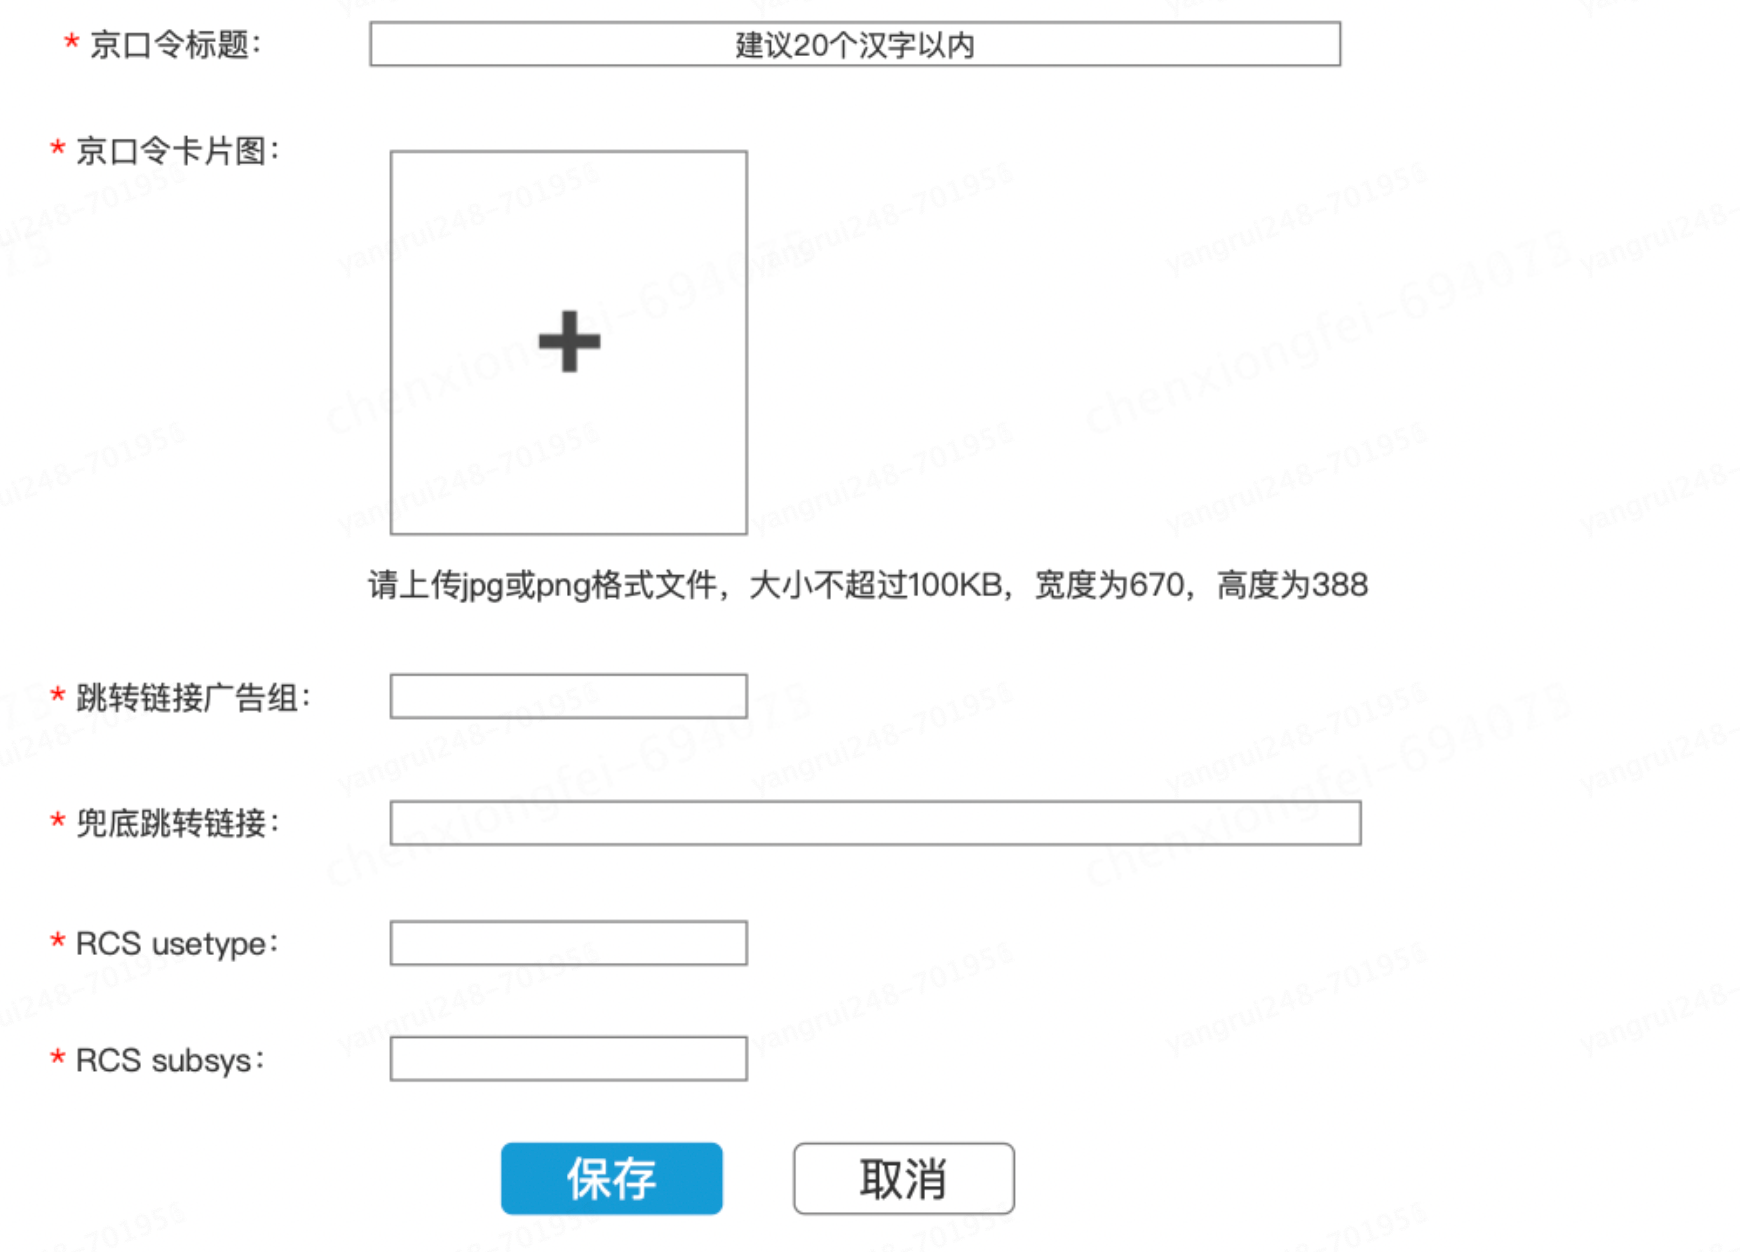 * 京口令标题：
建议20个汉字以内
* 京口令卡片图：
请上传jpg或png格式文件，大小不超过100KB，宽度为670，高度为388
* 跳转链接广告组：
* 兜底跳转链接：
* RCS usetype：
* RCS subsys：
保存
取消